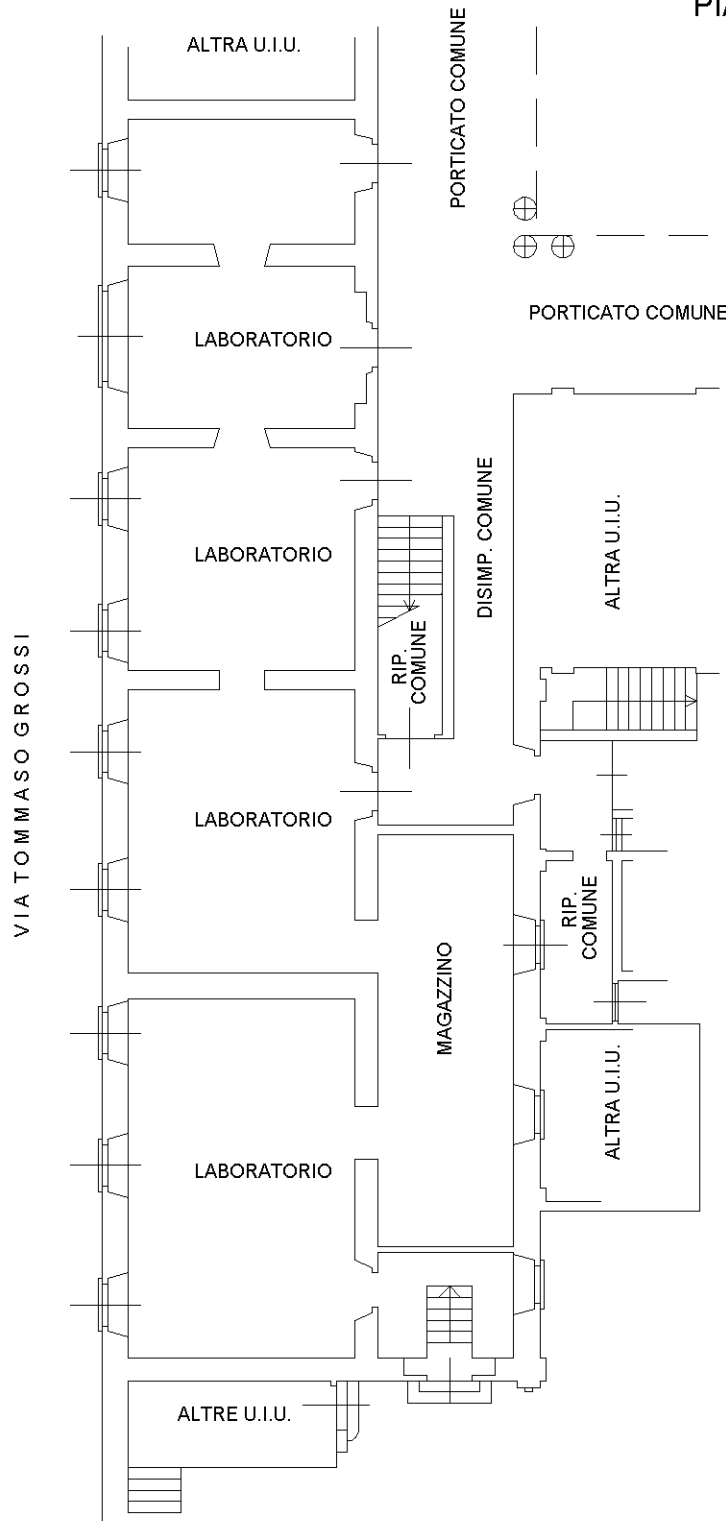 PIA
ALTRA U.I.U.
PORTICATO COMUNE
PORTICATO COMUNE
LABORATORIO
DISIMP. COMUNE
ALTRA U.I.U.
LABORATORIO
VIA TOMMASO GROSSI
RIP.
COMUNE
LABORATORIO
RIP.
COMUNE
MAGAZZINO
ALTRA U.I.U.
LABORATORIO
ALTRE U.I.U.